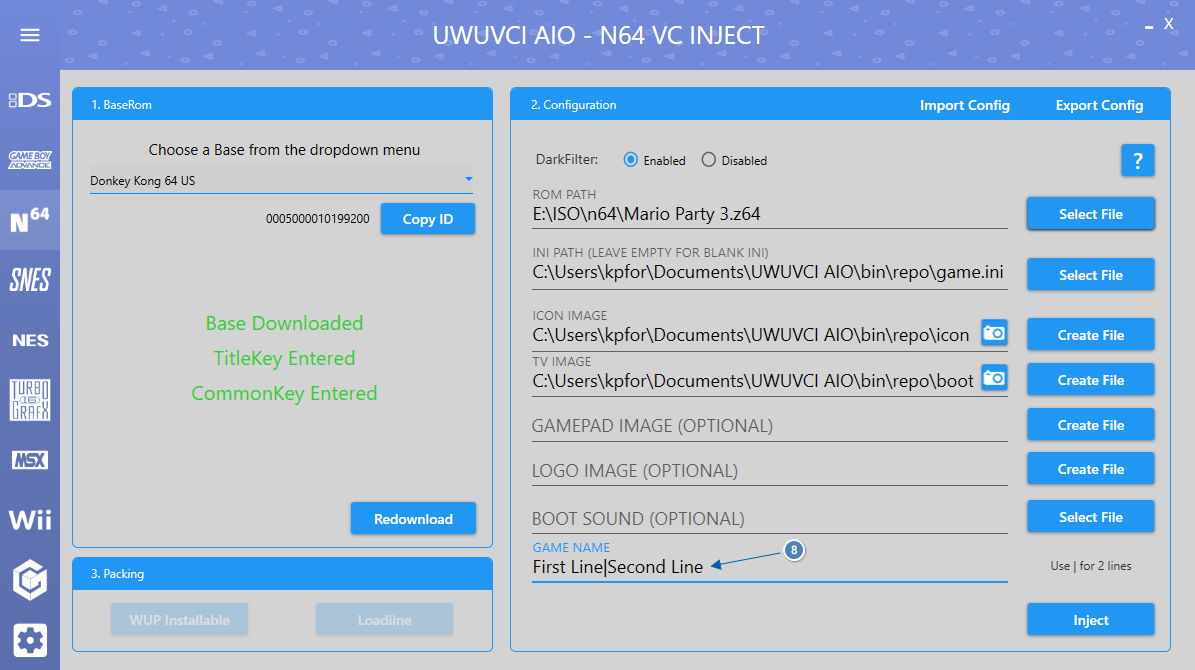 UWUVCI AIO - N64 VC INJECT
X
DS
GAME BOY
ADVANCE
N64
SNES
NES
TURBO
GRAFX
MSX
Wii
1. BaseRom
Choose a Base from the dropdown menu
Donkey Kong 64 US
0005000010199200
Copy ID
Base Downloaded
TitleKey Entered
CommonKey Entered
Redownload
3. Packing
WUP Installable
Loadiine
2. Configuration
Import Config
Export Config
DarkFilter:
Enabled
Disabled
?
ROM PATH
E:\ISO\n64\Mario Party 3.z64
Select File
INI PATH (LEAVE EMPTY FOR BLANK INI)
C:\Users\kpfor\Documents\UWUVCI AIO\bin\repo\game.ini
Select File
ICON IMAGE
C:\Users\kpfor\Documents\UWUVCI AIO\bin\repo\icon
Create File
TV IMAGE
C:\Users\kpfor\Documents\UWUVCI AIO\bin\repo\boot
Create File
GAMEPAD IMAGE (OPTIONAL)
Create File
LOGO IMAGE (OPTIONAL)
Create File
BOOT SOUND (OPTIONAL)
Select File
GAME NAME
First Line|Second Line
8
Use | for 2 lines
Inject